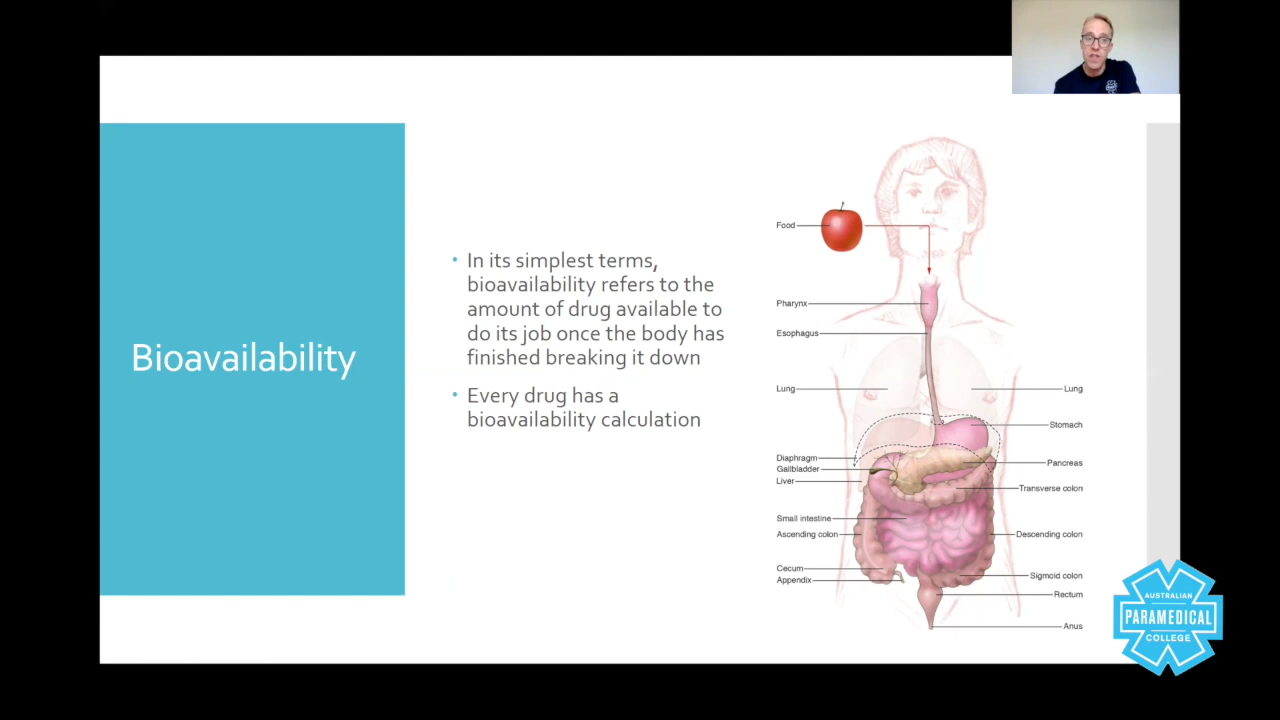 Bioavailability
In its simplest terms,
bioavailability refers to the
amount of drug available to
do its job once the body has
finished breaking it down
Every drug has a
bioavailability calculation
Food
Pharynx
Esophagus
Lung
Lung
Stomach
Diaphragm
Gallbladder
Liver
Pancreas
Transverse colon
Small intestine
Ascending colon
Descending colon
Cecum
Appendix
Sigmoid colon
Rectum
Anus
AUSTRALIAN
PARAMEDICAL
COLLEGE